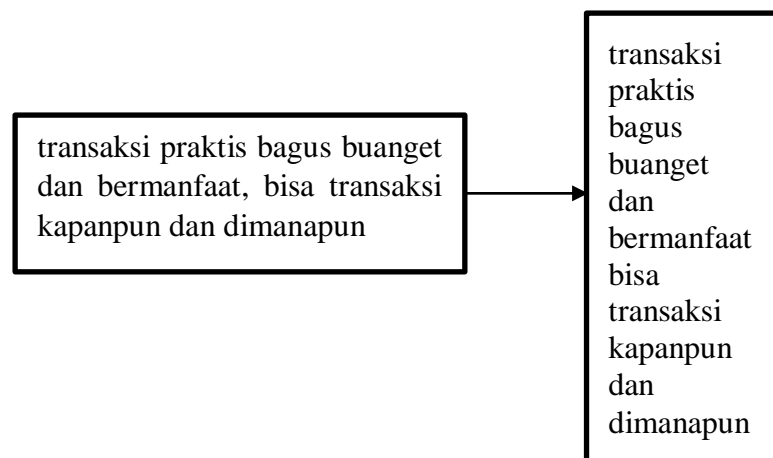 transaksi praktis bagus buanget
dan bermanfaat, bisa transaksi
kapanpun dan dimanapun
transaksi
praktis
bagus
buanget
dan
bermanfaat
bisa
transaksi
kapanpun
dan
dimanapun